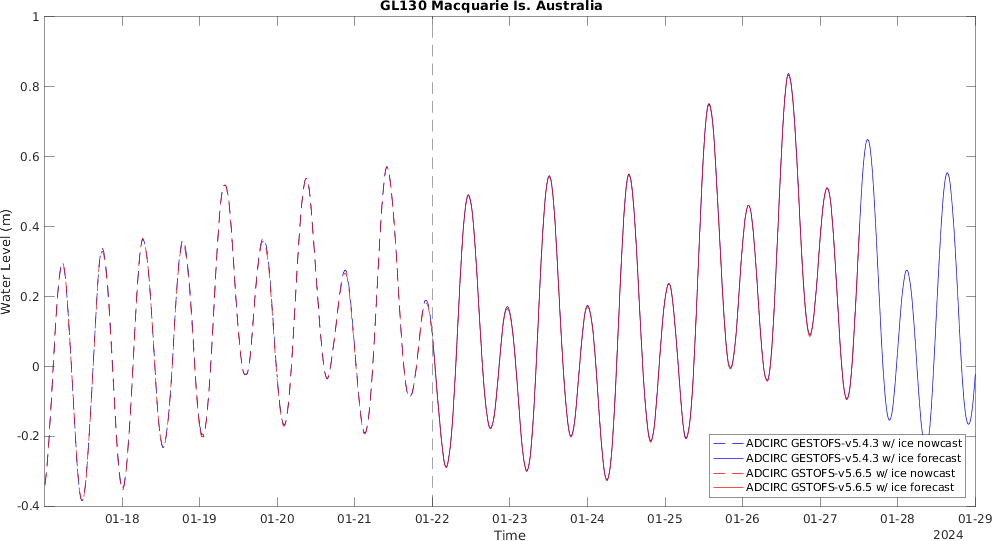 GL130 Macquarie Is. Australia
1
0.8
0.6
0.4
0.2
0
-0.2
-0.4
Water Level (m)
ADCIRC GESTOFS-v5.4.3 w/ ice nowcast
ADCIRC GESTOFS-v5.4.3 w/ ice forecast
ADCIRC GSTOFS-v5.6.5 w/ ice nowcast
ADCIRC GSTOFS-v5.6.5 w/ ice forecast
01-18 01-19 01-20 01-21 01-22 01-23 01-24 01-25 01-26 01-27 01-28 01-29
Time
2024